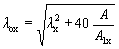 λox = √(λx² + 40 A/A1x)